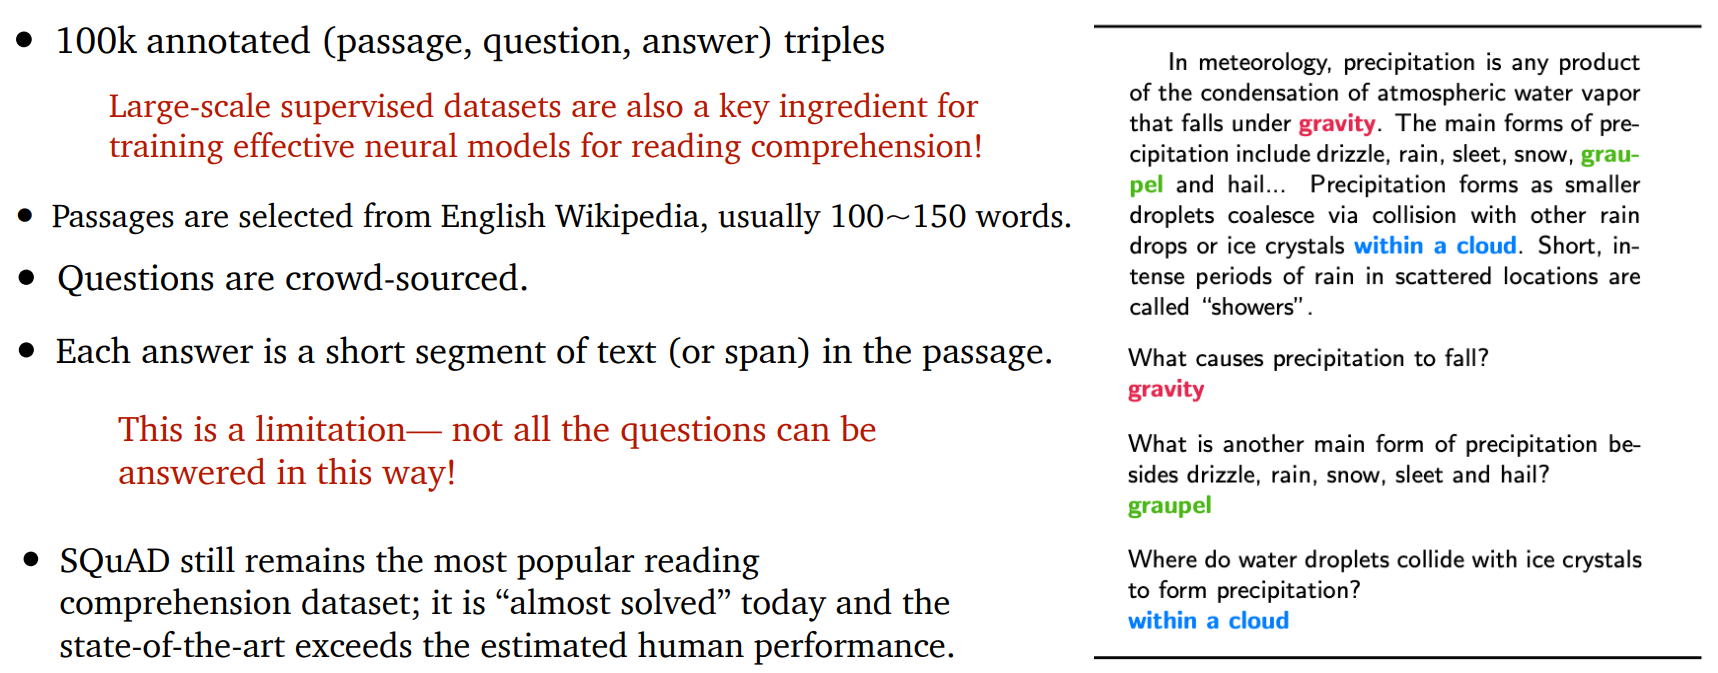 • 100k annotated (passage, question, answer) triples
Large-scale supervised datasets are also a key ingredient for
training effective neural models for reading comprehension!
• Passages are selected from English Wikipedia, usually 100~150 words.
• Questions are crowd-sourced.
• Each answer is a short segment of text (or span) in the passage.
This is a limitation— not all the questions can be
answered in this way!
• SQuAD still remains the most popular reading
comprehension dataset; it is “almost solved” today and the
state-of-the-art exceeds the estimated human performance.
In meteorology, precipitation is any product
of the condensation of atmospheric water vapor
that falls under gravity. The main forms of pre-
cipitation include drizzle, rain, sleet, snow, grau-
pel and hail... Precipitation forms as smaller
droplets coalesce via collision with other rain
drops or ice crystals within a cloud. Short, in-
tense periods of rain in scattered locations are
called “showers”.
What causes precipitation to fall?
gravity
What is another main form of precipitation be-
sides drizzle, rain, snow, sleet and hail?
graupel
Where do water droplets collide with ice crystals
to form precipitation?
within a cloud